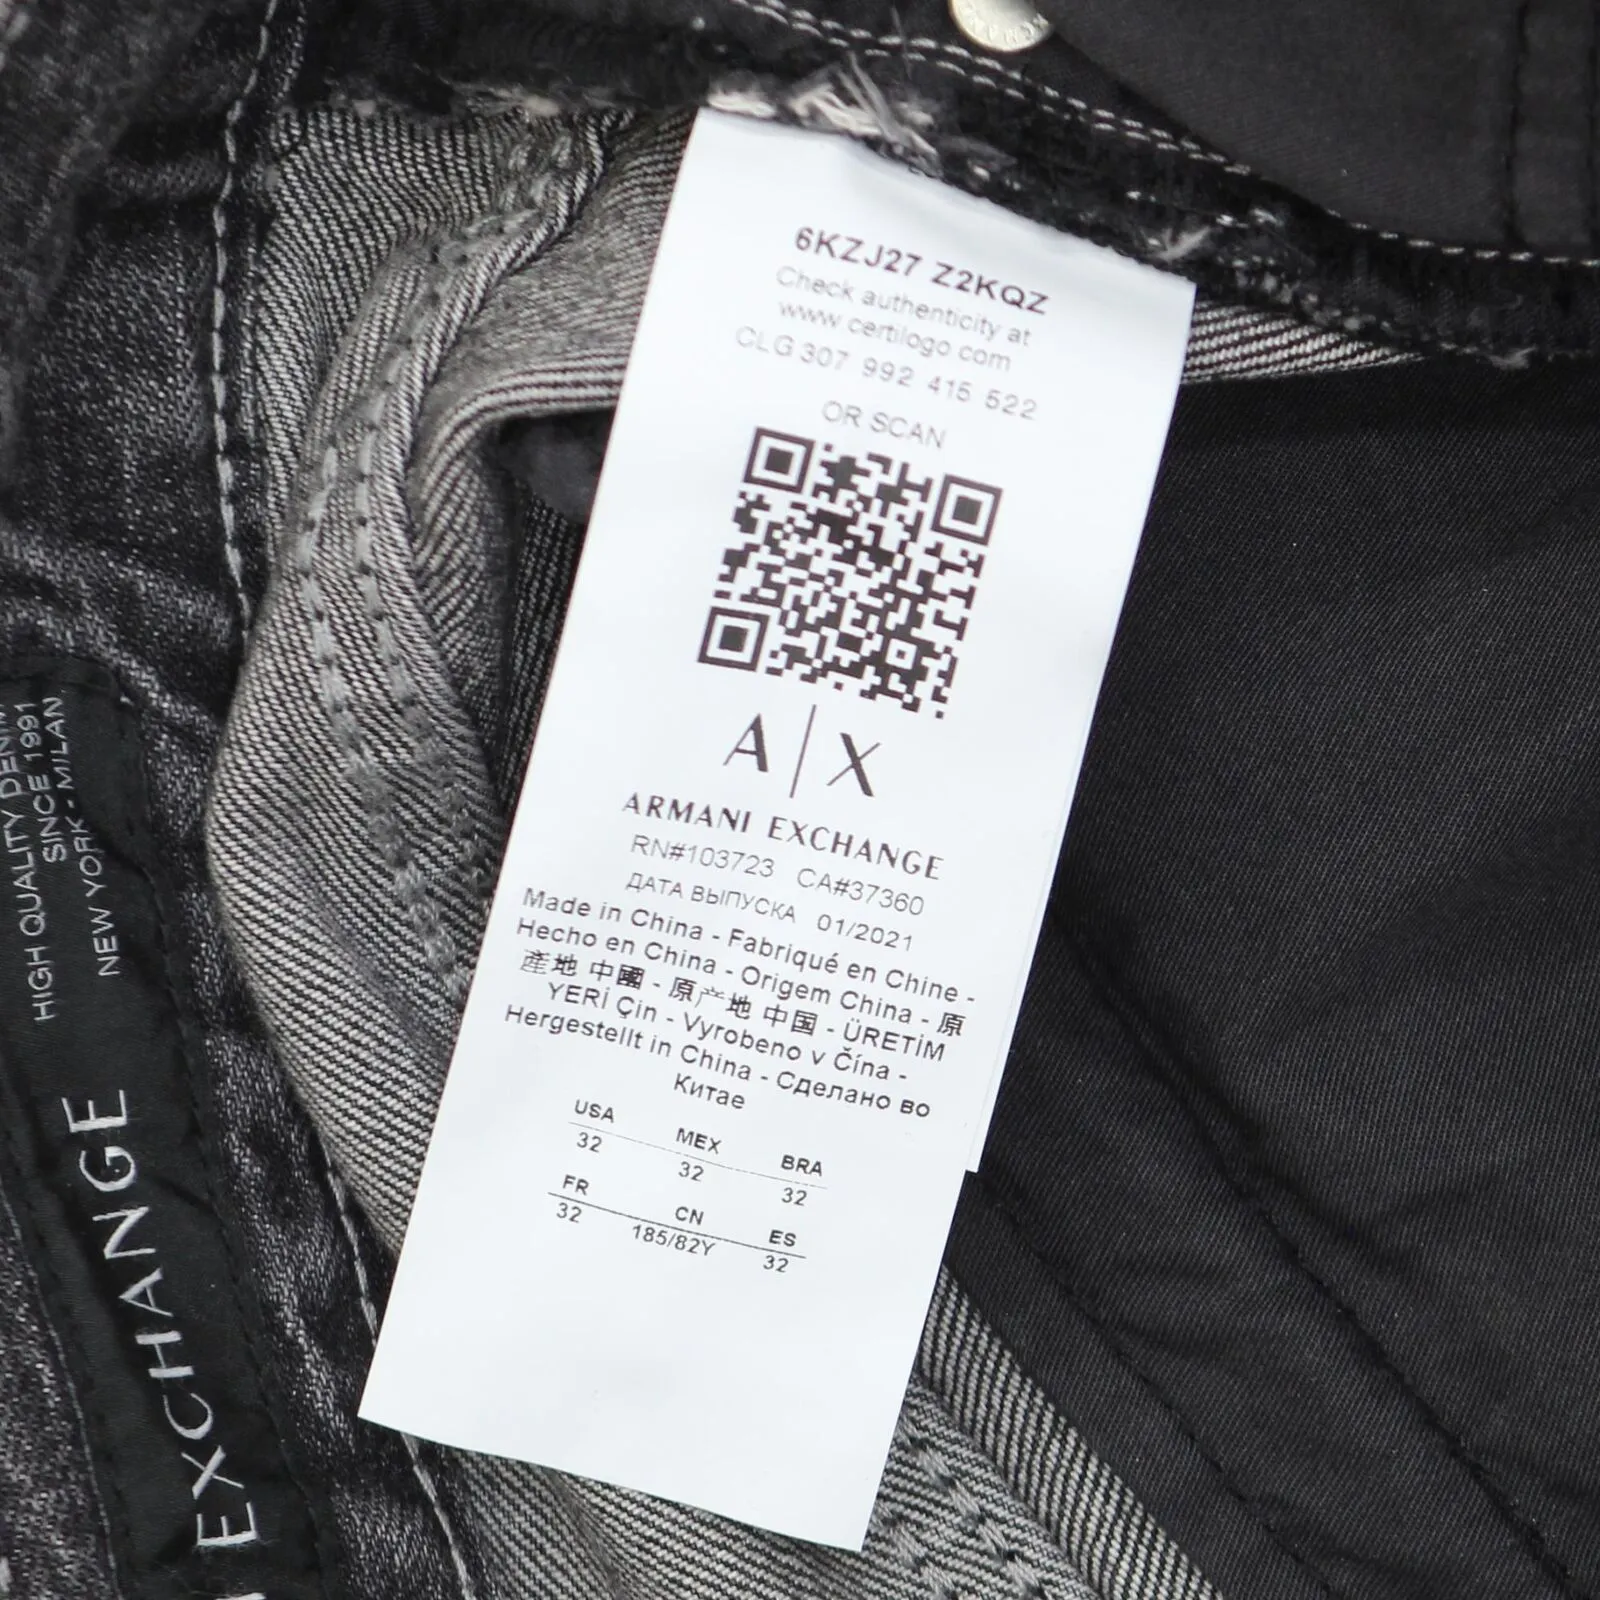 6KZJ27 Z2KQZ
Check authenticity at
www certilogo com
CLG 307 992 415 522
OR SCAN
A|X
ARMANI EXCHANGE
RN#103723 CA#37360
ДАТА ВЫПУСКА 01/2021
Made in China - Fabriqué en Chine -
Hecho en China - Origem China - 原
產地 中國 - 原产地 中国 - ÜRETİM
YERİ Çin - Vyrobeno v Čína -
Hergestellt in China - Сделано во
Китае
USA MEX BRA
32 32 32
FR CN ES
32 185/82Y 32
HIGH QUALITY DENIM
SINCE 1991
NEW YORK - MILAN
EXCHANGE